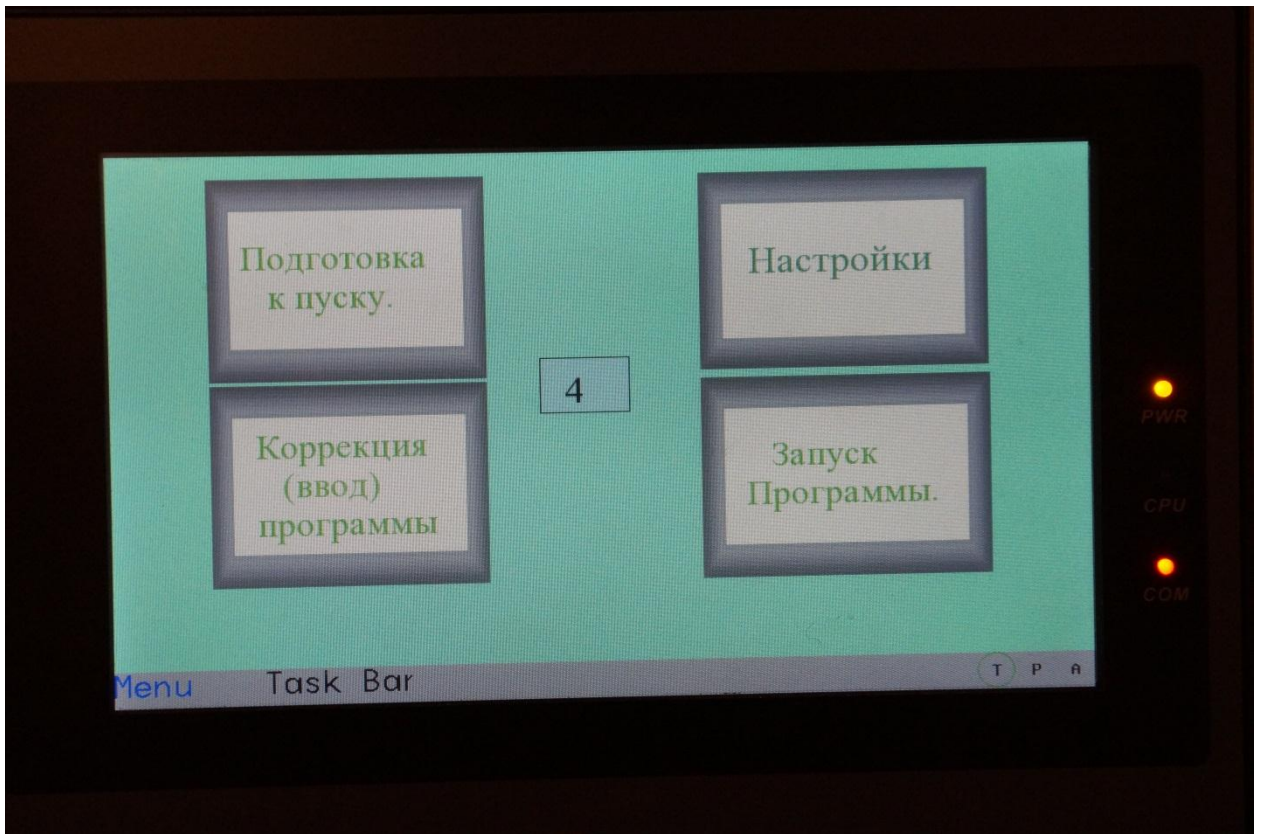 Подготовка
к пуску.
Настройки
4
Коррекция
(ввод)
программы
Запуск
Программы.
PWR
CPU
COM
Menu
Task Bar
T P A